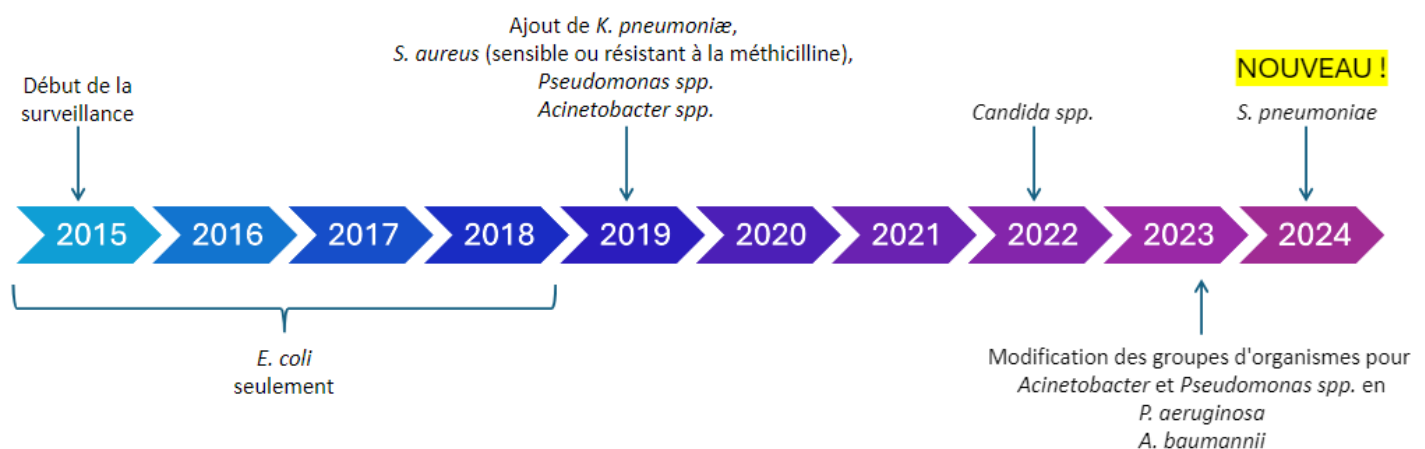 Début de la
surveillance
Ajout de K. pneumoniæ,
S. aureus (sensible ou résistant à la méthicilline),
Pseudomonas spp.
Acinetobacter spp.
Candida spp.
NOUVEAU !
S. pneumoniae
2015
2016
2017
2018
2019
2020
2021
2022
2023
2024
E. coli
seulement
Modification des groupes d'organismes pour
Acinetobacter et Pseudomonas spp. en
P. aeruginosa
A. baumannii